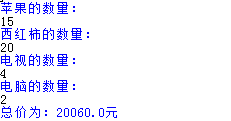 苹果的数量：
15
西红柿的数量：
20
电视的数量：
4
电脑的数量：
2
总价为：20060.0元